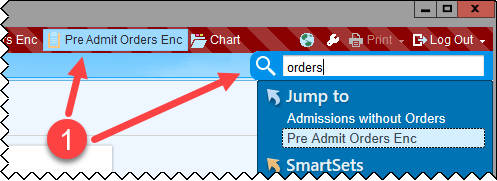 s Enc Pre Admit Orders Enc Chart Print Log Out
orders
1
Jump to
Admissions without Orders
Pre Admit Orders Enc
SmartSets